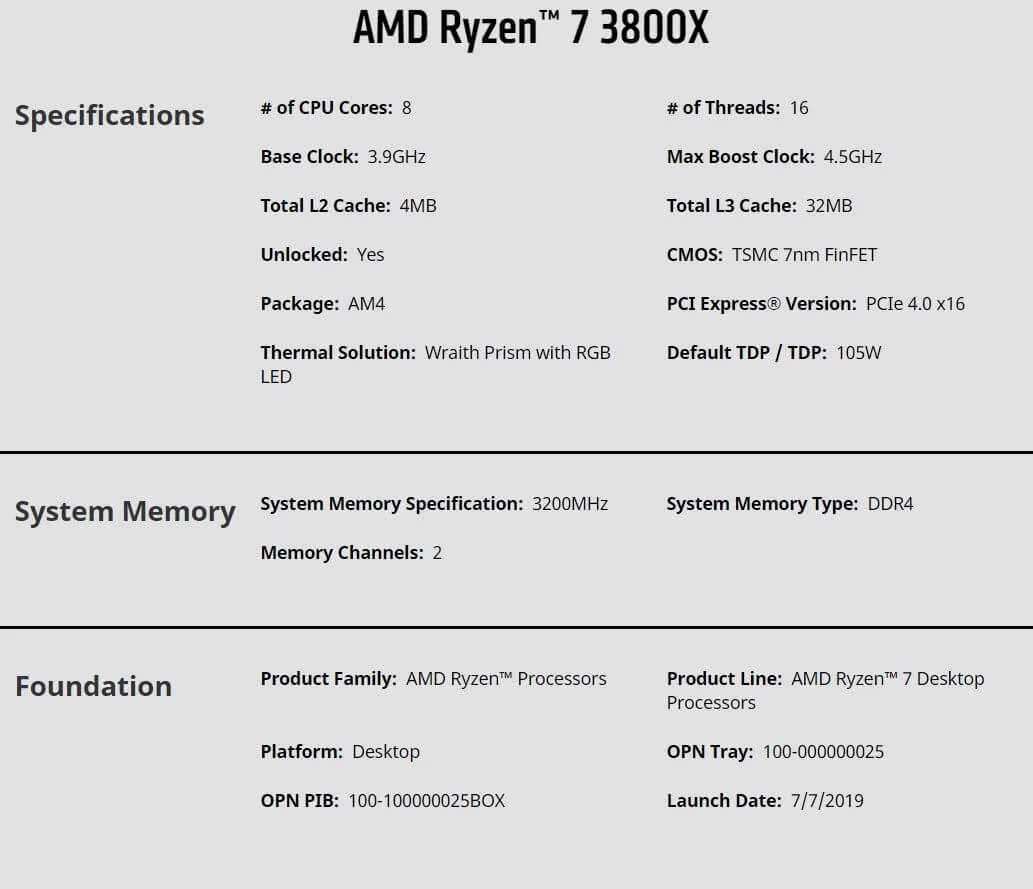 AMD Ryzen™ 7 3800X
Specifications
# of CPU Cores: 8
# of Threads: 16
Base Clock: 3.9GHz
Max Boost Clock: 4.5GHz
Total L2 Cache: 4MB
Total L3 Cache: 32MB
Unlocked: Yes
CMOS: TSMC 7nm FinFET
Package: AM4
PCI Express® Version: PCIe 4.0 x16
Thermal Solution: Wraith Prism with RGB
LED
Default TDP / TDP: 105W
System Memory
System Memory Specification: 3200MHz
System Memory Type: DDR4
Memory Channels: 2
Foundation
Product Family: AMD Ryzen™ Processors
Product Line: AMD Ryzen™ 7 Desktop
Processors
Platform: Desktop
OPN Tray: 100-000000025
OPN PIB: 100-100000025BOX
Launch Date: 7/7/2019